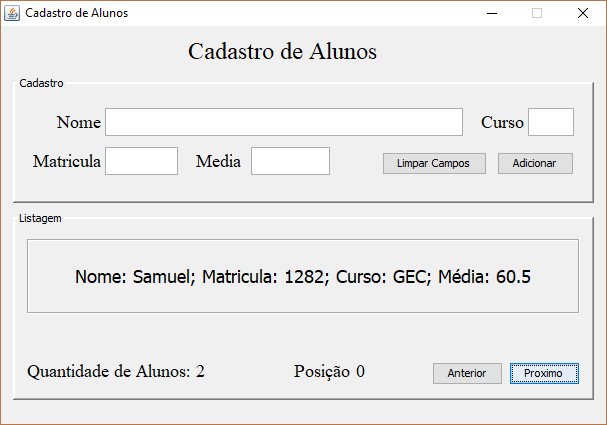 Cadastro de Alunos
Cadastro de Alunos
Cadastro
Nome Curso
Matricula Media Limpar Campos Adicionar
Listagem
Nome: Samuel; Matricula: 1282; Curso: GEC; Média: 60.5
Quantidade de Alunos: 2 Posição 0 Anterior Proximo